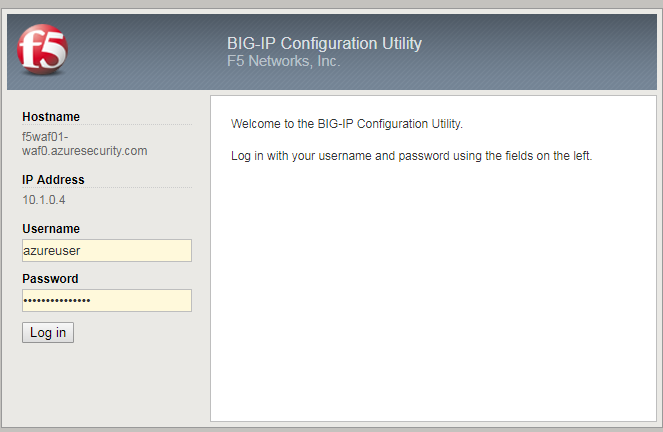 f5
BIG-IP Configuration Utility
F5 Networks, Inc.
Hostname
f5waf01-
waf0.azuresecurity.com
IP Address
10.1.0.4
Username
azureuser
Password
•••••••••••••••
Log in
Welcome to the BIG-IP Configuration Utility.
Log in with your username and password using the fields on the left.